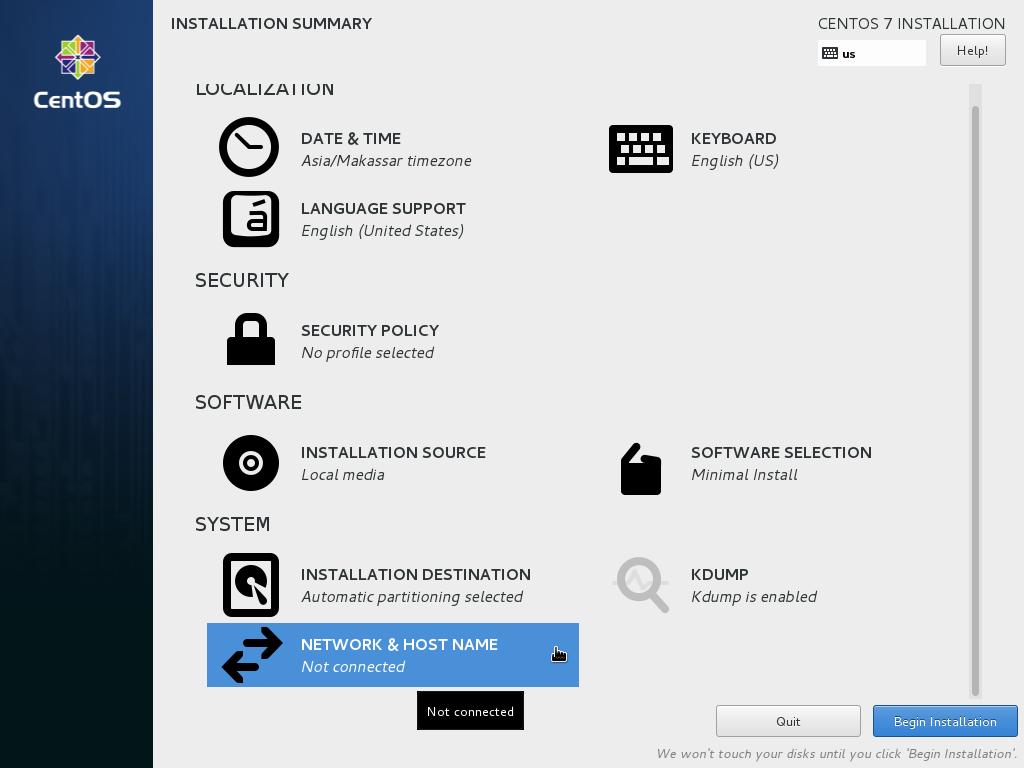 INSTALLATION SUMMARY
CENTOS 7 INSTALLATION
us
Help!
CentOS
LOCALIZATION
DATE & TIME
Asia/Makassar timezone
KEYBOARD
English (US)
LANGUAGE SUPPORT
English (United States)
SECURITY
SECURITY POLICY
No profile selected
SOFTWARE
INSTALLATION SOURCE
Local media
SOFTWARE SELECTION
Minimal Install
SYSTEM
INSTALLATION DESTINATION
Automatic partitioning selected
KDUMP
Kdump is enabled
NETWORK & HOST NAME
Not connected
Not connected
Quit
Begin Installation
We won't touch your disks until you click 'Begin Installation'.